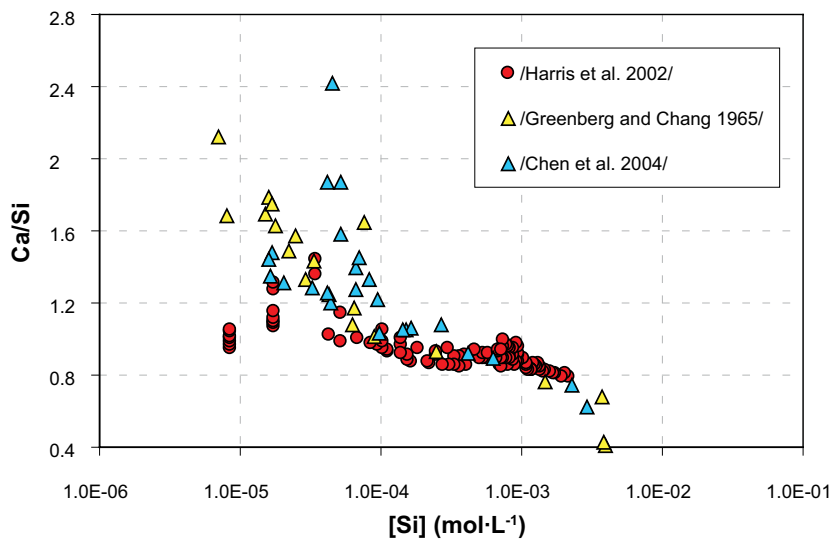 2.8
2.4
2
1.6
1.2
0.8
0.4
Ca/Si
/Harris et al. 2002/
/Greenberg and Chang 1965/
/Chen et al. 2004/
1.0E-06 1.0E-05 1.0E-04 1.0E-03 1.0E-02 1.0E-01
[Si] (mol·L⁻¹)